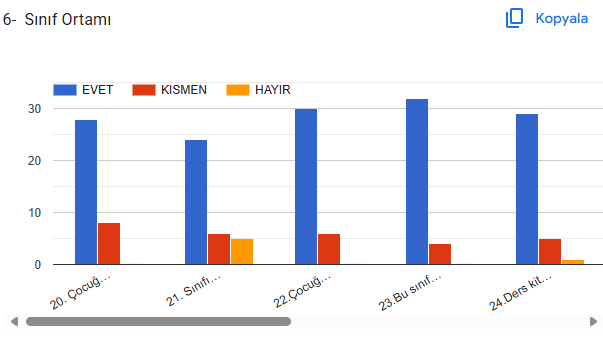 6-  Sınıf Ortamı
Kopyala
EVET KISMEN HAYIR
30
20
10
0
20. Çocuğ…
21. Sınıfı…
22.Çocuğ…
23.Bu sınıf…
24.Ders kit…